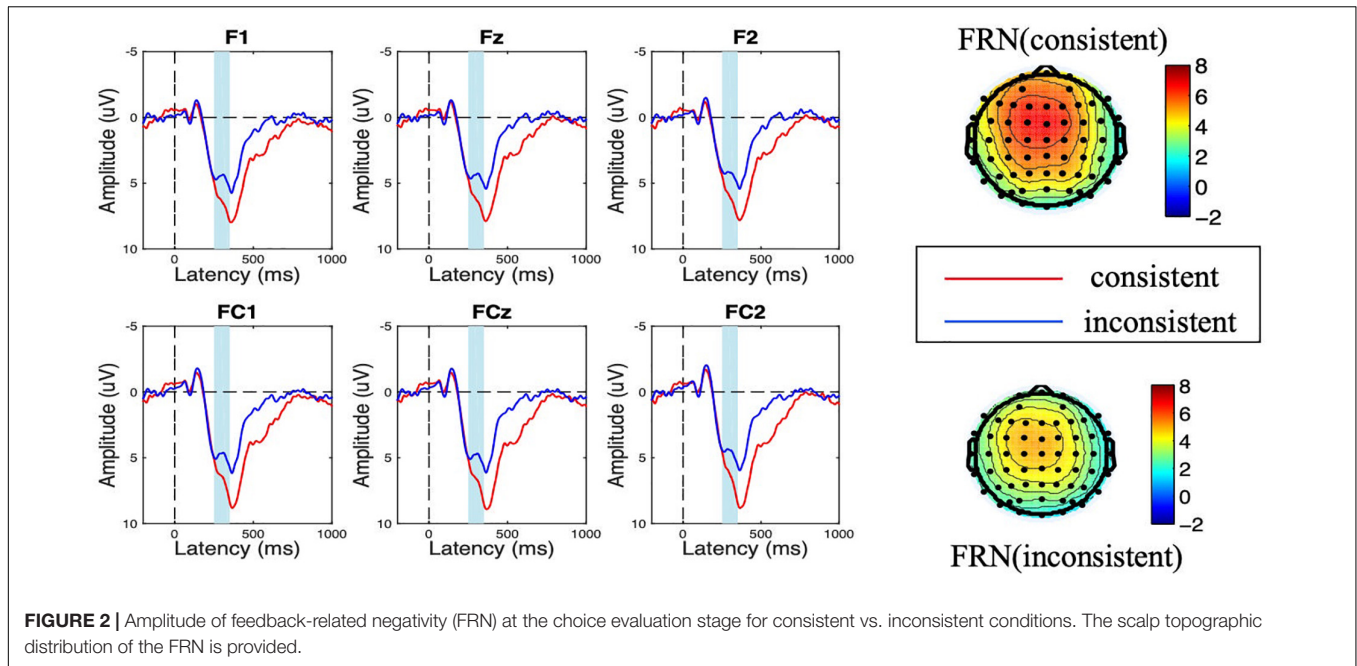 F1
-5
0
5
10
Amplitude (uV)
0
500
1000
Latency (ms)
Fz
-5
0
5
10
Amplitude (uV)
0
500
1000
Latency (ms)
F2
-5
0
5
10
Amplitude (uV)
0
500
1000
Latency (ms)
FRN(consistent)
8
6
4
2
0
−2
FC1
-5
0
5
10
Amplitude (uV)
0
500
1000
Latency (ms)
FCz
-5
0
5
10
Amplitude (uV)
0
500
1000
Latency (ms)
FC2
-5
0
5
10
Amplitude (uV)
0
500
1000
Latency (ms)
consistent
inconsistent
8
6
4
2
0
−2
FRN(inconsistent)
FIGURE 2 | Amplitude of feedback-related negativity (FRN) at the choice evaluation stage for consistent vs. inconsistent conditions. The scalp topographic
distribution of the FRN is provided.